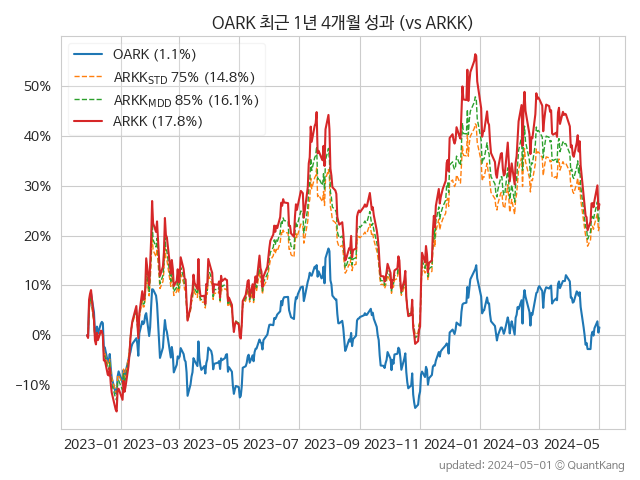 OARK 최근 1년 4개월 성과 (vs ARKK)
OARK (1.1%)
ARKKSTD 75% (14.8%)
ARKKMDD 85% (16.1%)
ARKK (17.8%)
50%
40%
30%
20%
10%
0%
−10%
2023-01 2023-03 2023-05 2023-07 2023-09 2023-11 2024-01 2024-03 2024-05
updated: 2024-05-01 © QuantKang